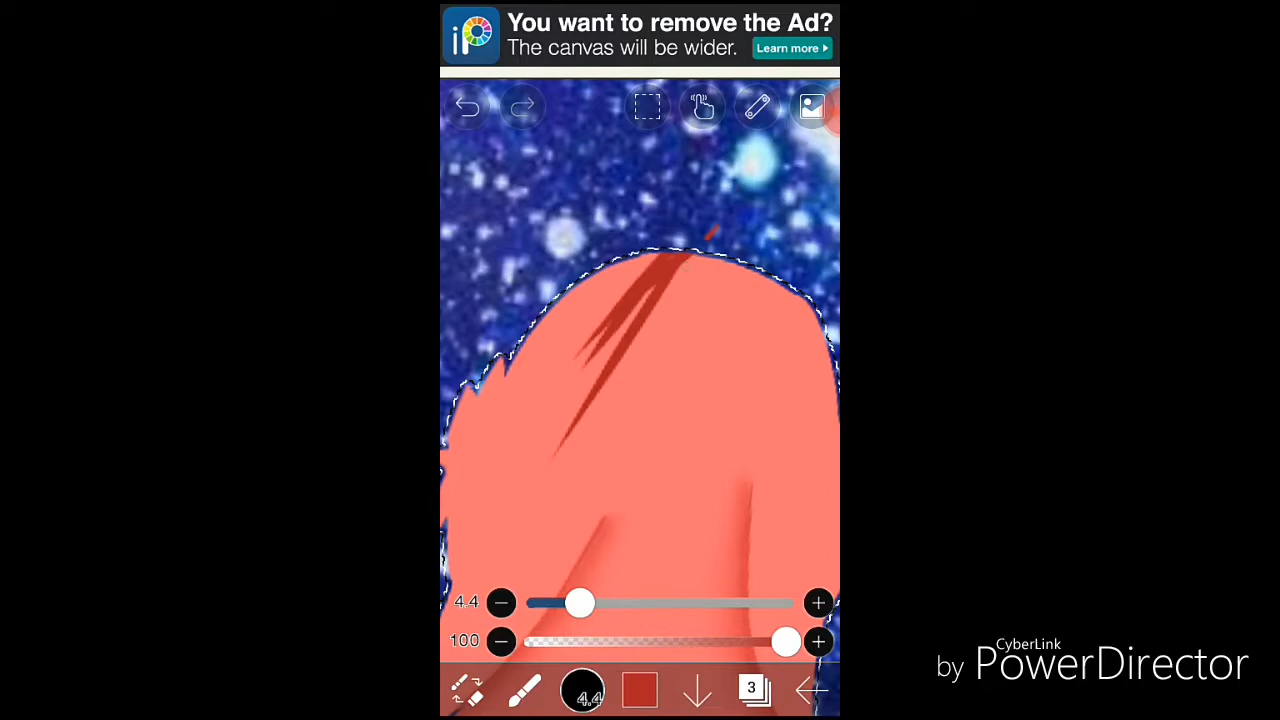 iP
You want to remove the Ad?
The canvas will be wider.
Learn more
4.4
100
4.4
3
CyberLink
by PowerDirector